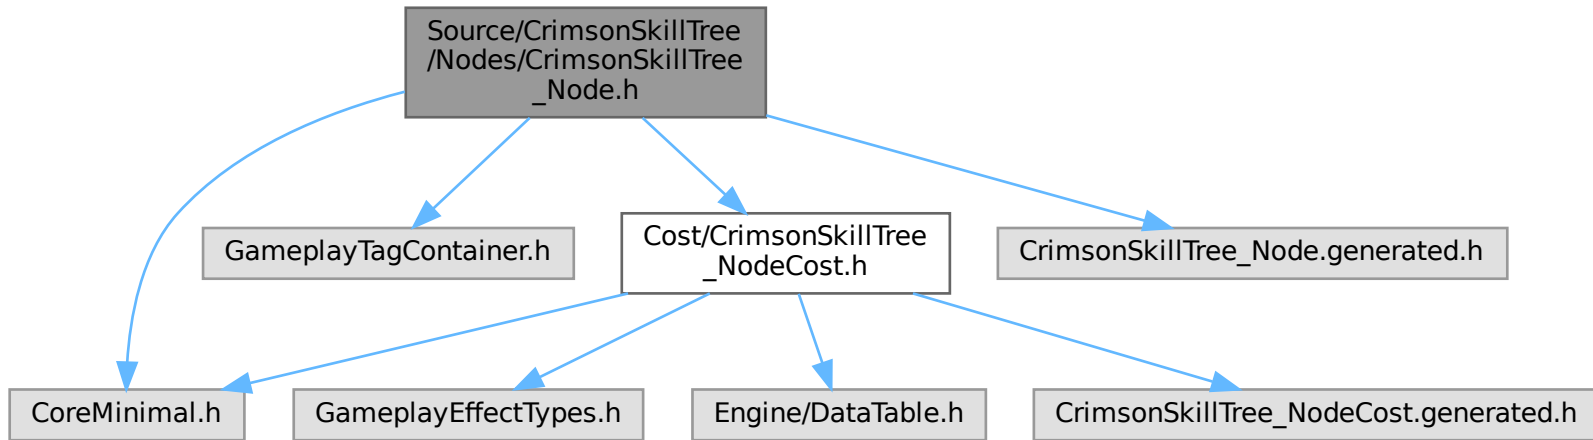 Source/CrimsonSkillTree
/Nodes/CrimsonSkillTree
_Node.h
GameplayTagContainer.h
Cost/CrimsonSkillTree
_NodeCost.h
CrimsonSkillTree_Node.generated.h
CoreMinimal.h
GameplayEffectTypes.h
Engine/DataTable.h
CrimsonSkillTree_NodeCost.generated.h